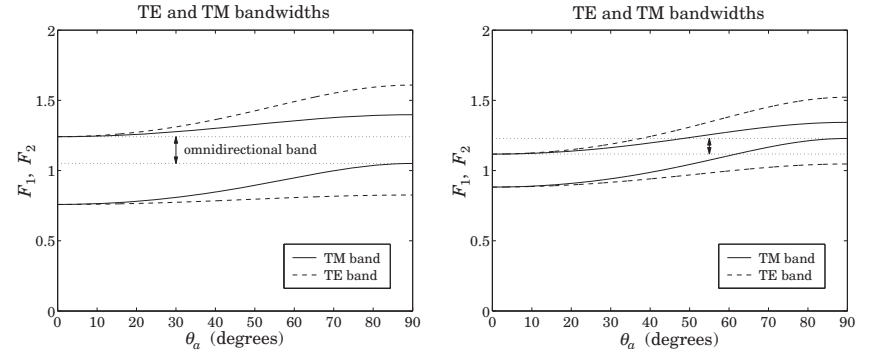 TE and TM bandwidths
2
1.5
1
0.5
0
F1, F2
omnidirectional band
TM band
TE band
0 10 20 30 40 50 60 70 80 90
θa (degrees)
TE and TM bandwidths
2
1.5
1
0.5
0
F1, F2
TM band
TE band
0 10 20 30 40 50 60 70 80 90
θa (degrees)